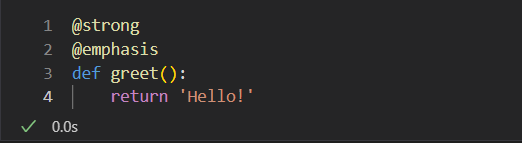 1 @strong
2 @emphasis
3 def greet():
4     return 'Hello!'
0.0s